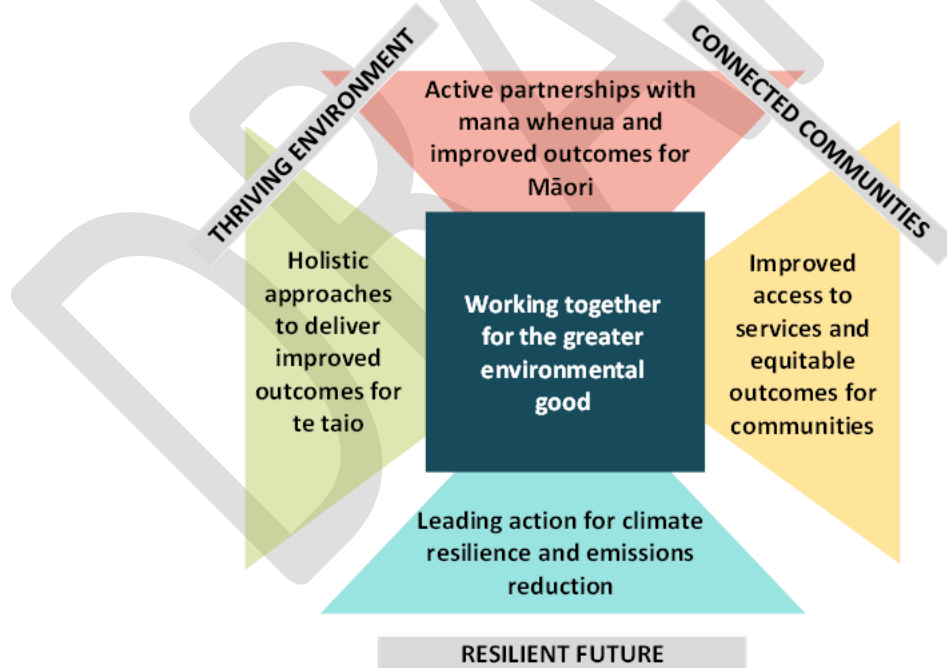 THRIVING ENVIRONMENT
CONNECTED COMMUNITIES
Active partnerships with
mana whenua and
improved outcomes for
Māori
Holistic
approaches
to deliver
improved
outcomes for
te taio
Working together
for the greater
environmental
good
Improved
access to
services and
equitable
outcomes for
communities
Leading action for climate
resilience and emissions
reduction
RESILIENT FUTURE